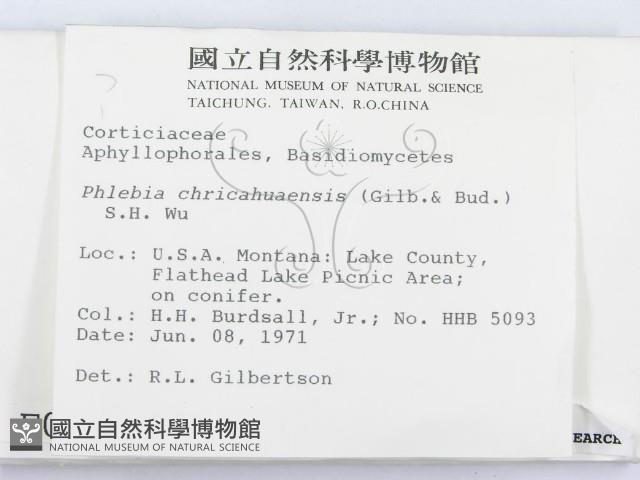 國立自然科學博物館
NATIONAL MUSEUM OF NATURAL SCIENCE
TAICHUNG, TAIWAN, R.O.CHINA
Corticiaceae
Aphyllophorales, Basidiomycetes
Phlebia chricahuaensis (Gilb.& Bud.)
S.H. Wu
Loc.: U.S.A. Montana: Lake County,
Flathead Lake Picnic Area;
on conifer.
Col.: H.H. Burdsall, Jr.; No. HHB 5093
Date: Jun. 08, 1971
Det.: R.L. Gilbertson
國立自然科學博物館
NATIONAL MUSEUM OF NATURAL SCIENCE